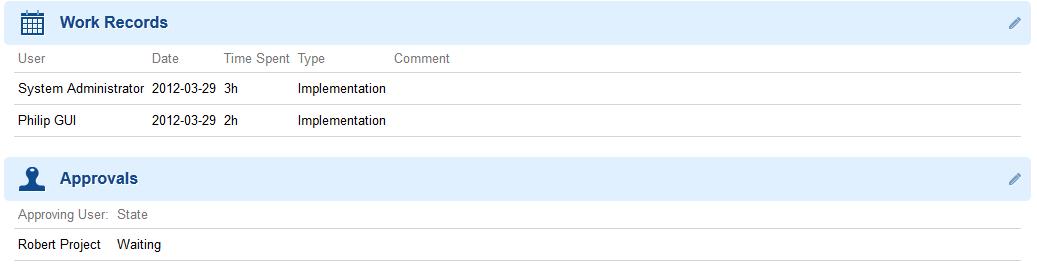 Work Records
User Date Time Spent Type Comment
System Administrator 2012-03-29 3h Implementation
Philip GUI 2012-03-29 2h Implementation
Approvals
Approving User: State
Robert Project Waiting